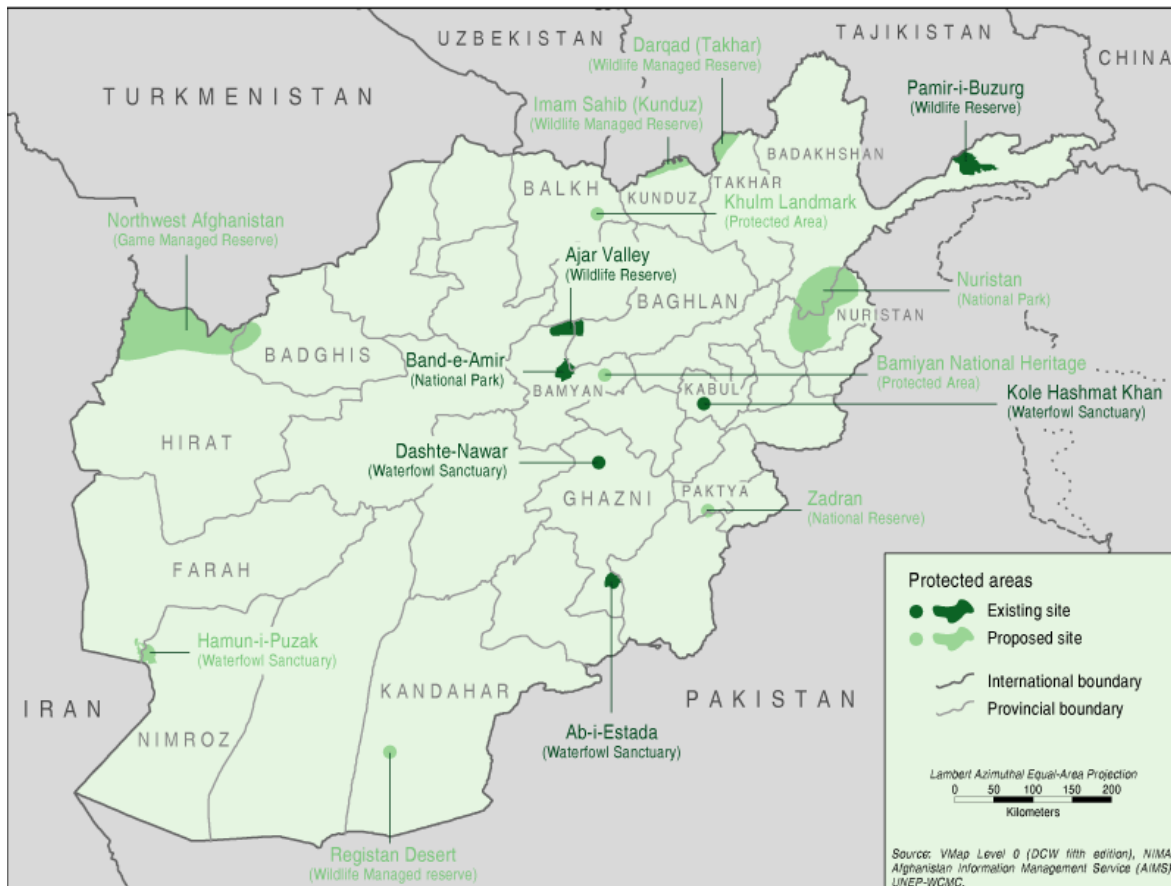 UZBEKISTAN
TAJIKISTAN
CHINA
TURKMENISTAN
Darqad (Takhar)
(Wildlife Managed Reserve)
Imam Sahib (Kunduz)
(Wildlife Managed Reserve)
Pamir-i-Buzurg
(Wildlife Reserve)
BADAKHSHAN
TAKHAR
KUNDUZ
BALKH
Khulm Landmark
(Protected Area)
Northwest Afghanistan
(Game Managed Reserve)
Ajar Valley
(Wildlife Reserve)
Nuristan
(National Park)
BAGHLAN
NURISTAN
BADGHIS
Band-e-Amir
(National Park)
Bamiyan National Heritage
(Protected Area)
BAMYAN
KABUL
Kole Hashmat Khan
(Waterfowl Sanctuary)
HIRAT
Dashte-Nawar
(Waterfowl Sanctuary)
GHAZNI
PAKTYA
Zadran
(National Reserve)
FARAH
Hamun-i-Puzak
(Waterfowl Sanctuary)
KANDAHAR
PAKISTAN
IRAN
NIMROZ
Ab-i-Estada
(Waterfowl Sanctuary)
Registan Desert
(Wildlife Managed reserve)
Protected areas
Existing site
Proposed site
International boundary
Provincial boundary
Lambert Azimuthal Equal-Area Projection
0 50 100 150 200
Kilometers
Source: VMap Level 0 (DCW fifth edition), NIMA
Afghanistan Information Management Service (AIMS)
UNEP-WCMC.